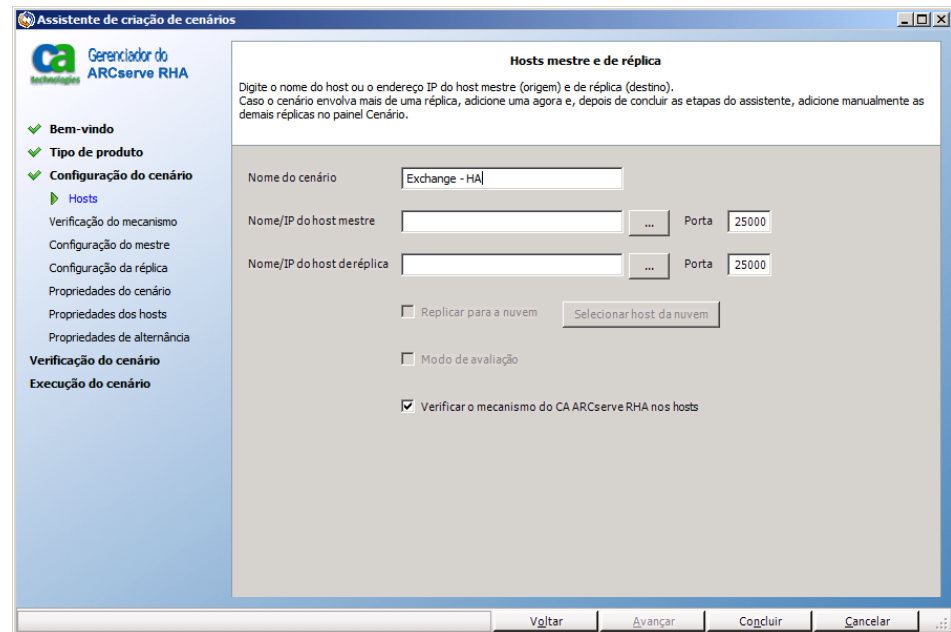 Assistente de criação de cenários
ca
technologies
Gerenciador do
ARCserve RHA
Hosts mestre e de réplica
Digite o nome do host ou o endereço IP do host mestre (origem) e de réplica (destino).
Caso o cenário envolva mais de uma réplica, adicione uma agora e, depois de concluir as etapas do assistente, adicione manualmente as
demais réplicas no painel Cenário.
Bem-vindo
Tipo de produto
Configuração do cenário
Hosts
Verificação do mecanismo
Configuração do mestre
Configuração da réplica
Propriedades do cenário
Propriedades dos hosts
Propriedades de alternância
Verificação do cenário
Execução do cenário
Nome do cenário Exchange - HA
Nome/IP do host mestre ... Porta 25000
Nome/IP do host de réplica ... Porta 25000
Replicar para a nuvem Selecionar host da nuvem
Modo de avaliação
Verificar o mecanismo do CA ARCserve RHA nos hosts
Voltar Avançar Concluir Cancelar